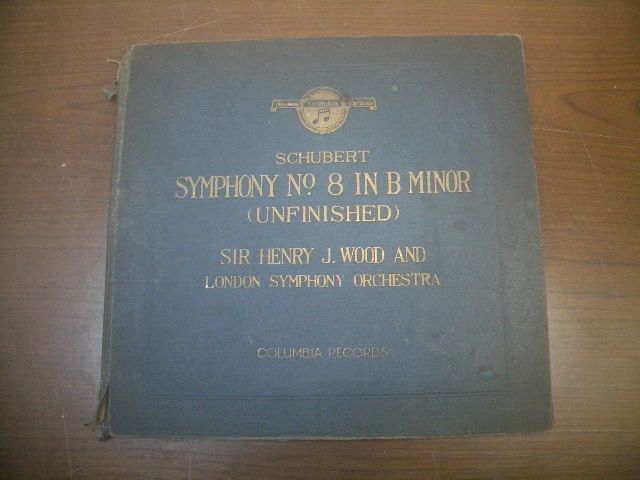 SCHUBERT
SYMPHONY No 8 IN B MINOR
(UNFINISHED)
SIR HENRY J. WOOD AND
LONDON SYMPHONY ORCHESTRA
COLUMBIA RECORDS